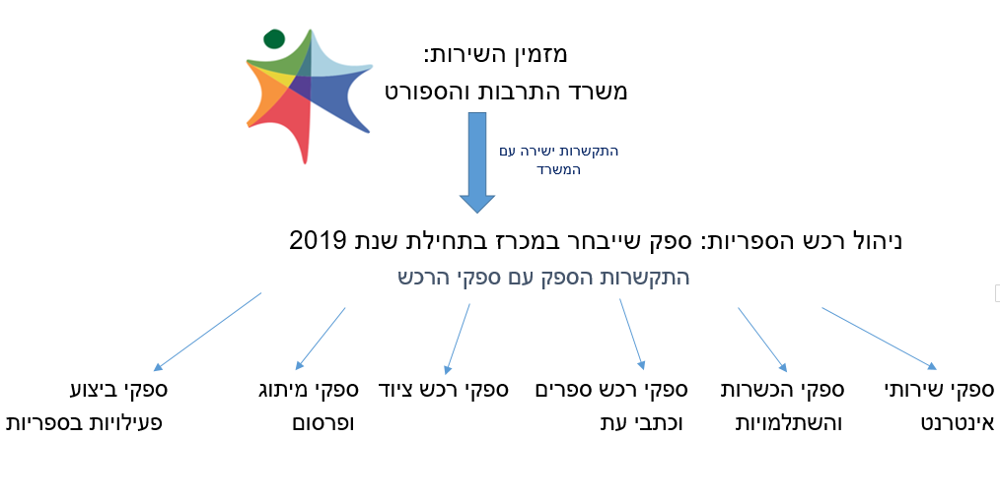 מזמין השירות:
משרד התרבות והספורט
התקשרות ישירה עם
המשרד
ניהול רכש הספריות: ספק שייבחר במכרז בתחילת שנת 2019
התקשרות הספק עם ספקי הרכש
ספקי שירותי
אינטרנט
ספקי הכשרות
והשתלמויות
ספקי רכש ספרים
וכתבי עת
ספקי רכש ציוד
ספקי מיתוג
ופרסום
ספקי ביצוע
פעילויות בספריות